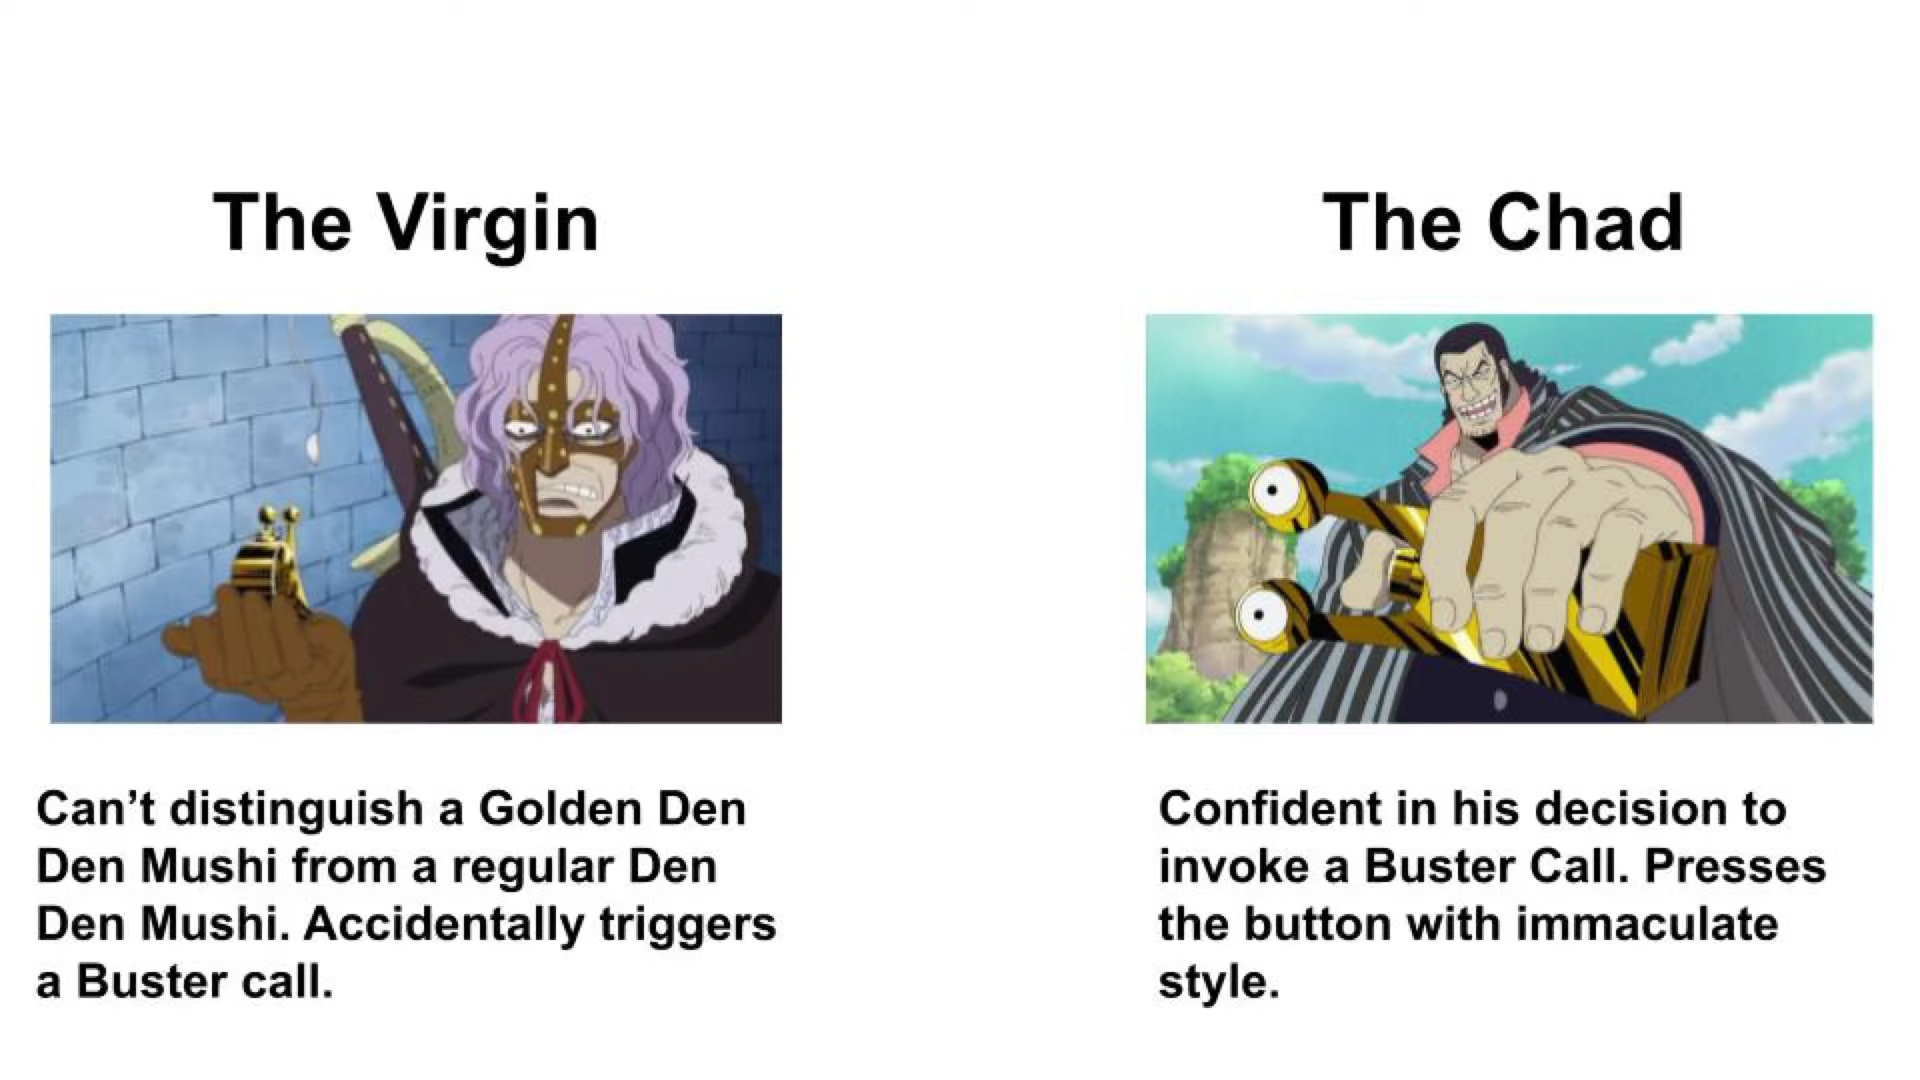 The Virgin
Can’t distinguish a Golden Den
Den Mushi from a regular Den
Den Mushi. Accidentally triggers
a Buster call.
The Chad
Confident in his decision to
invoke a Buster Call. Presses
the button with immaculate
style.